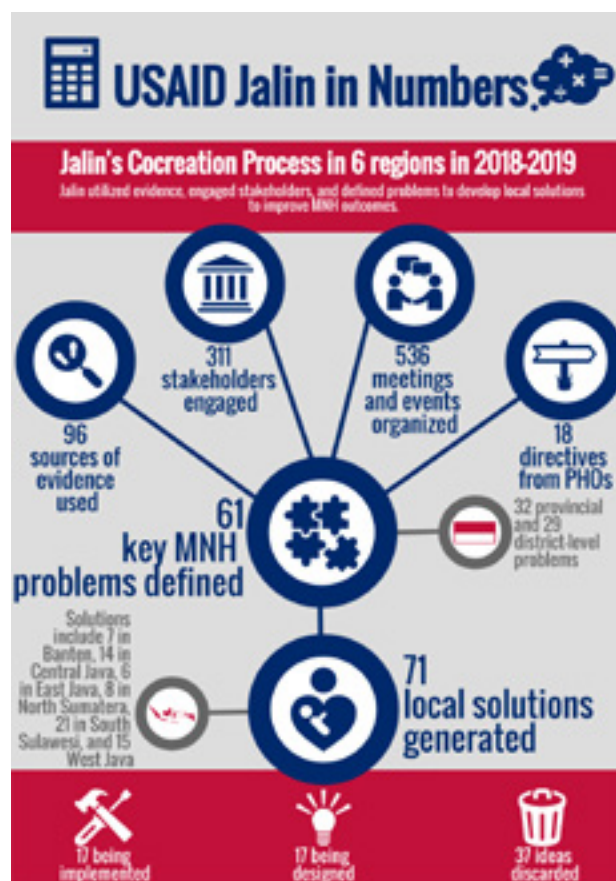 USAID Jalin in Numbers
Jalin's Cocreation Process in 6 regions in 2018-2019
Jalin utilized evidence, engaged stakeholders, and defined problems to develop local solutions
to improve MNH outcomes.
311
stakeholders
engaged
536
meetings
and events
organized
96
sources of
evidence
used
18
directives
from PHOs
61
key MNH
problems defined
32 provincial
and 29
district-level
problems
Solutions
include 7 in
Banten, 14 in
Central Java, 6
in East Java, 8 in
North Sumatera,
21 in South
Sulawesi, and 15
West Java
71
local solutions
generated
17 being
implemented
17 being
designed
37 ideas
discarded